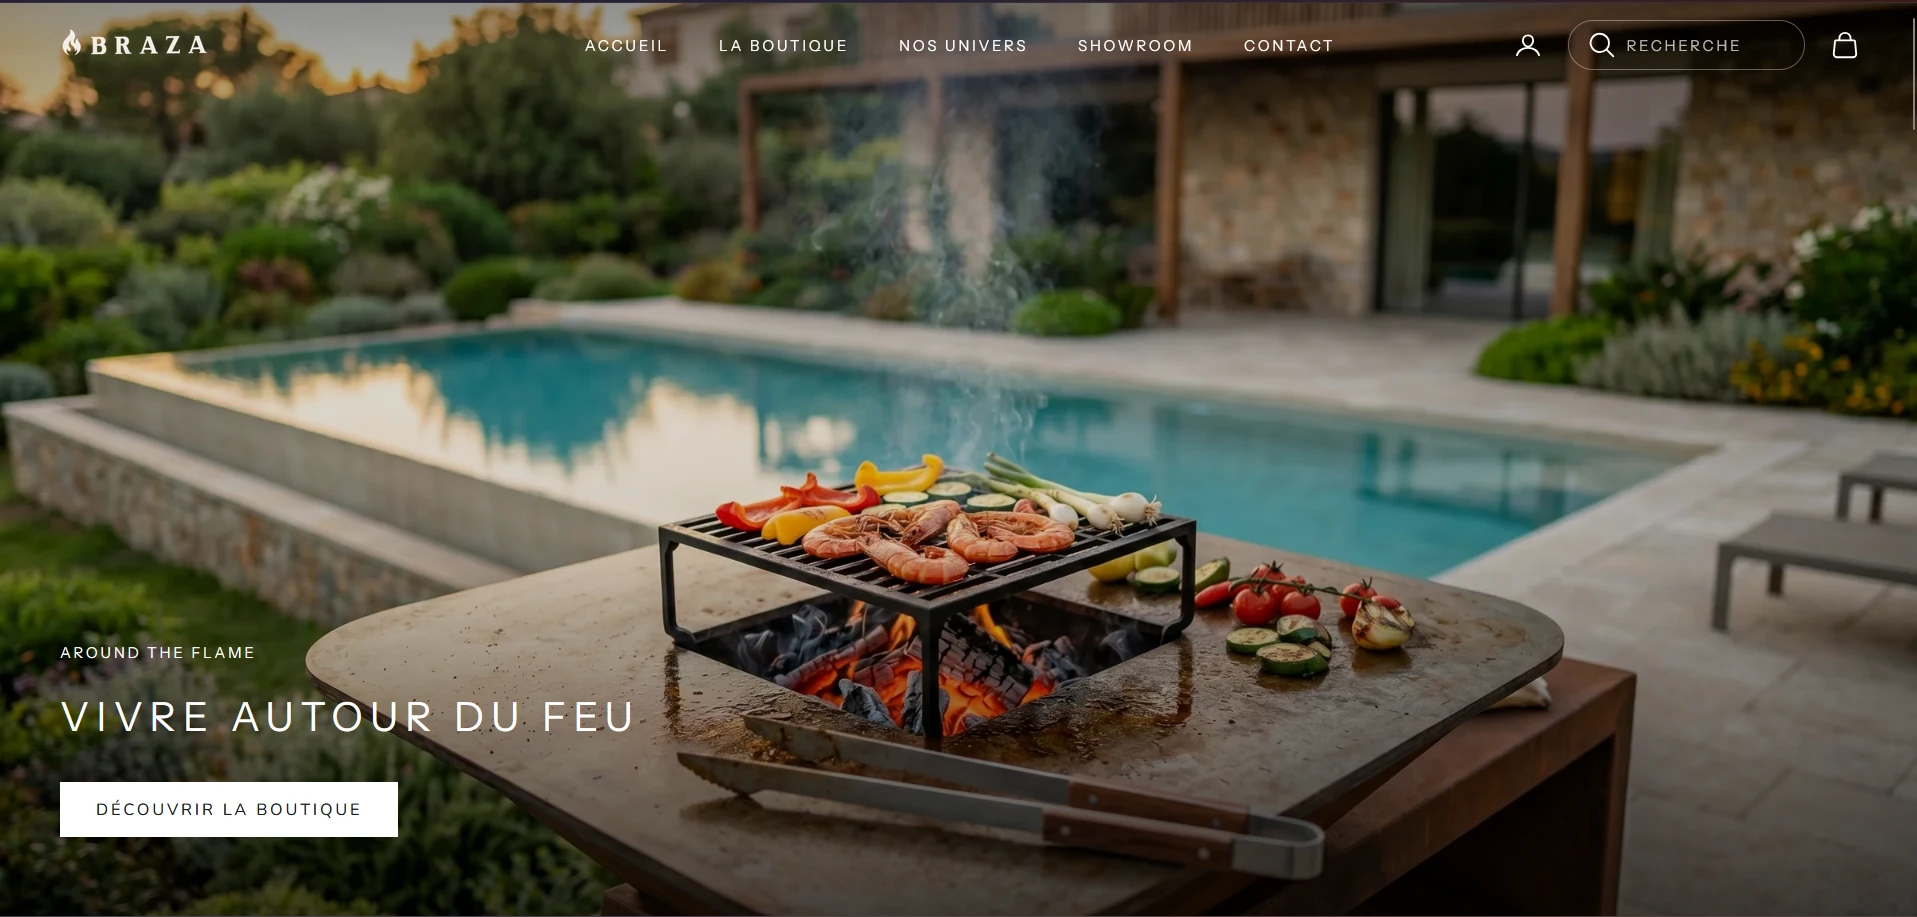 BRAZA
ACCUEIL
LA BOUTIQUE
NOS UNIVERS
SHOWROOM
CONTACT
RECHERCHE
AROUND THE FLAME
VIVRE AUTOUR DU FEU
DÉCOUVRIR LA BOUTIQUE